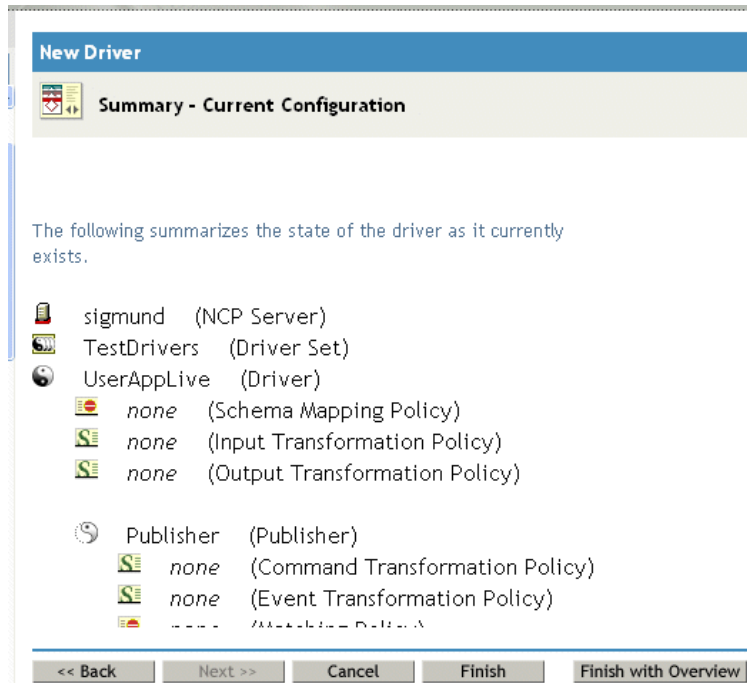 New Driver
Summary - Current Configuration
The following summarizes the state of the driver as it currently
exists.
sigmund (NCP Server)
TestDrivers (Driver Set)
UserAppLive (Driver)
none (Schema Mapping Policy)
none (Input Transformation Policy)
none (Output Transformation Policy)
Publisher (Publisher)
none (Command Transformation Policy)
none (Event Transformation Policy)
<< Back Next >> Cancel Finish Finish with Overview